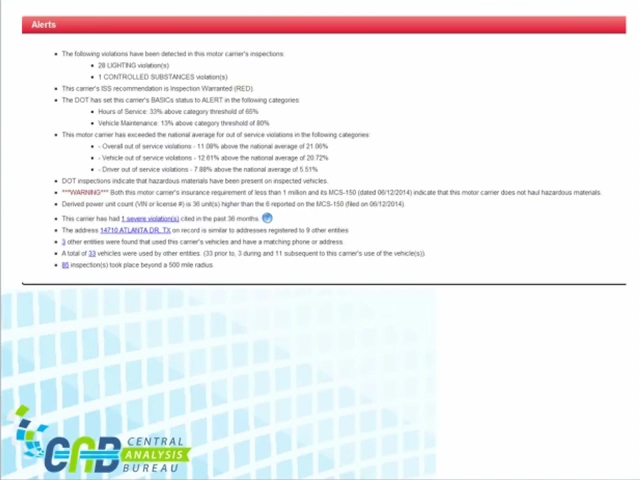 Alerts
The following violations have been detected in this motor carrier's inspections:
28 LIGHTING violation(s)
1 CONTROLLED SUBSTANCES violation(s)
This carrier's ISS recommendation is Inspection Warranted (RED).
The DOT has set this carrier's BASICs status to ALERT in the following categories
Hours of Service: 33% above category threshold of 65%
Vehicle Maintenance: 13% above category threshold of 80%
This motor carrier has exceeded the national average for out of service violations in the following categories:
- Overall out of service violations - 11.08% above the national average of 21.06%
- Vehicle out of service violations - 12.61% above the national average of 20.72%
- Driver out of service violations - 7.88% above the national average of 5.51%
DOT inspections indicate that hazardous materials have been present on inspected vehicles.
***WARNING*** Both this motor carrier's insurance requirement of less than 1 million and its MCS-150 (dated 06/12/2014) indicate that this motor carrier does not haul hazardous materials.
Derived power unit count (VIN or license #) is 36 unit(s) higher than the 6 reported on the MCS-150 (filed on 06/12/2014).
This carrier has had 1 severe violation(s) cited in the past 36 months.
The address 14710 ATLANTA DR, TX on record is similar to addresses registered to 9 other entities
3 other entities were found that used this carrier's vehicles and have a matching phone or address
A total of 33 vehicles were used by other entities. (33 prior to, 3 during and 11 subsequent to this carrier's use of the vehicle(s)).
85 inspection(s) took place beyond a 500 mile radius.
CAB CENTRAL
ANALYSIS
BUREAU